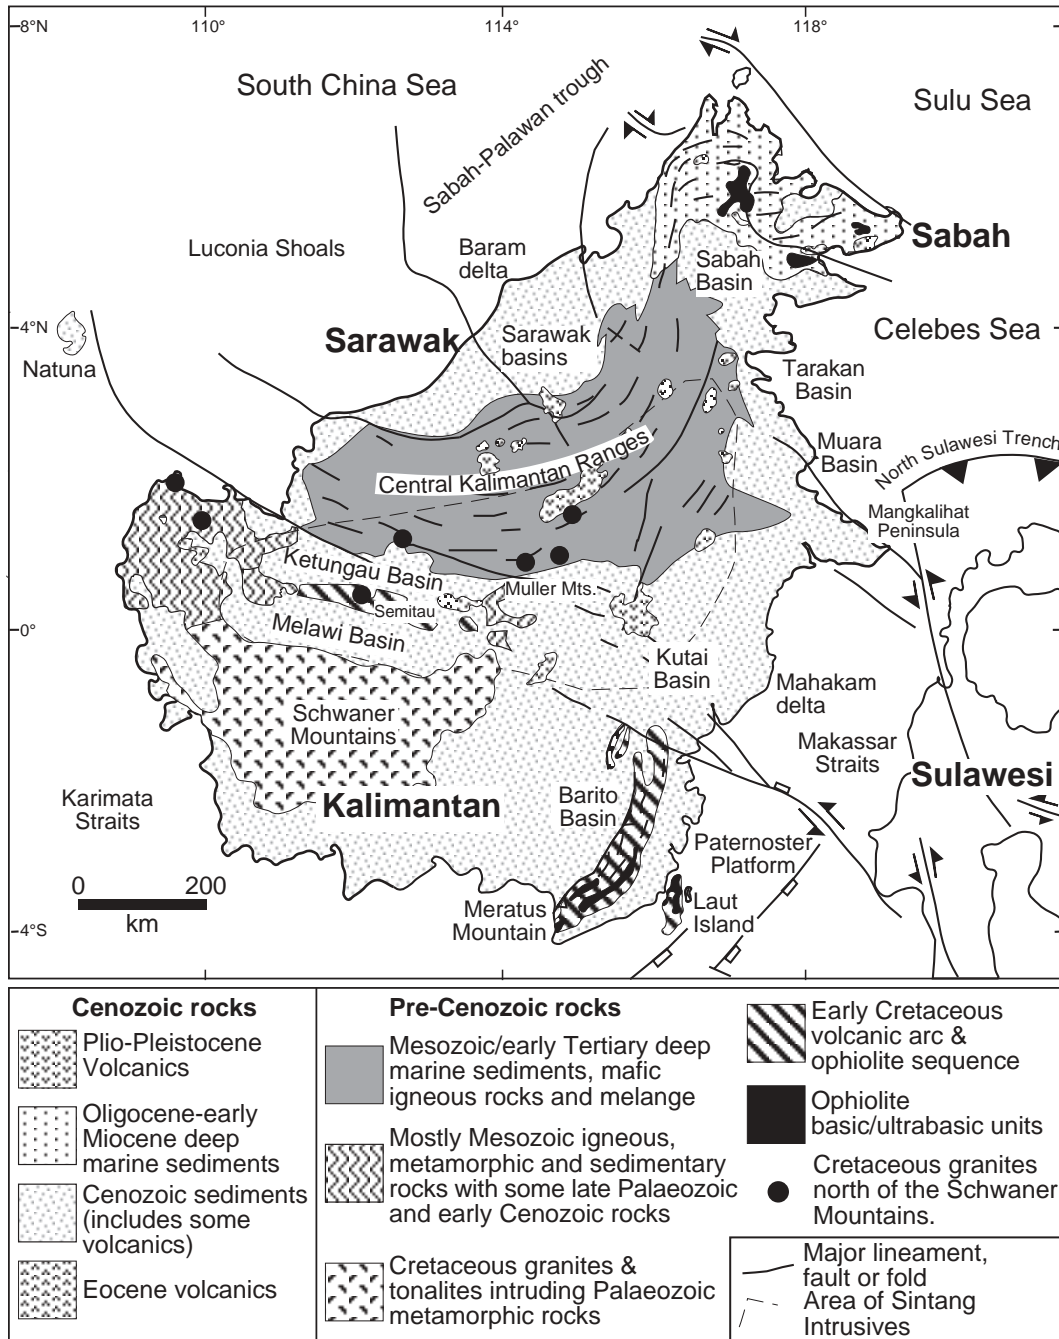 8°N
110°
114°
118°
South China Sea
Sulu Sea
Sabah-Palawan trough
Sabah
Luconia Shoals
Baram
delta
Sabah
Basin
4°N
Sarawak
Sarawak
basins
Celebes Sea
Natuna
Tarakan
Basin
Muara
Basin
North Sulawesi Trench
Central Kalimantan Ranges
Mangkalihat
Peninsula
Ketungau Basin
Muller Mts.
Semitau
0°
Melawi Basin
Kutai
Basin
Mahakam
delta
Schwaner
Mountains
Makassar
Straits
Sulawesi
Karimata
Straits
Kalimantan
Barito
Basin
Paternoster
Platform
0 200
km
Meratus
Mountain
Laut
Island
4°S
Cenozoic rocks
Plio-Pleistocene
Volcanics
Oligocene-early
Miocene deep
marine sediments
Cenozoic sediments
(includes some
volcanics)
Eocene volcanics
Pre-Cenozoic rocks
Mesozoic/early Tertiary deep
marine sediments, mafic
igneous rocks and melange
Mostly Mesozoic igneous,
metamorphic and sedimentary
rocks with some late Palaeozoic
and early Cenozoic rocks
Cretaceous granites &
tonalites intruding Palaeozoic
metamorphic rocks
Early Cretaceous
volcanic arc &
ophiolite sequence
Ophiolite
basic/ultrabasic units
Cretaceous granites
north of the Schwaner
Mountains.
Major lineament,
fault or fold
Area of Sintang
Intrusives